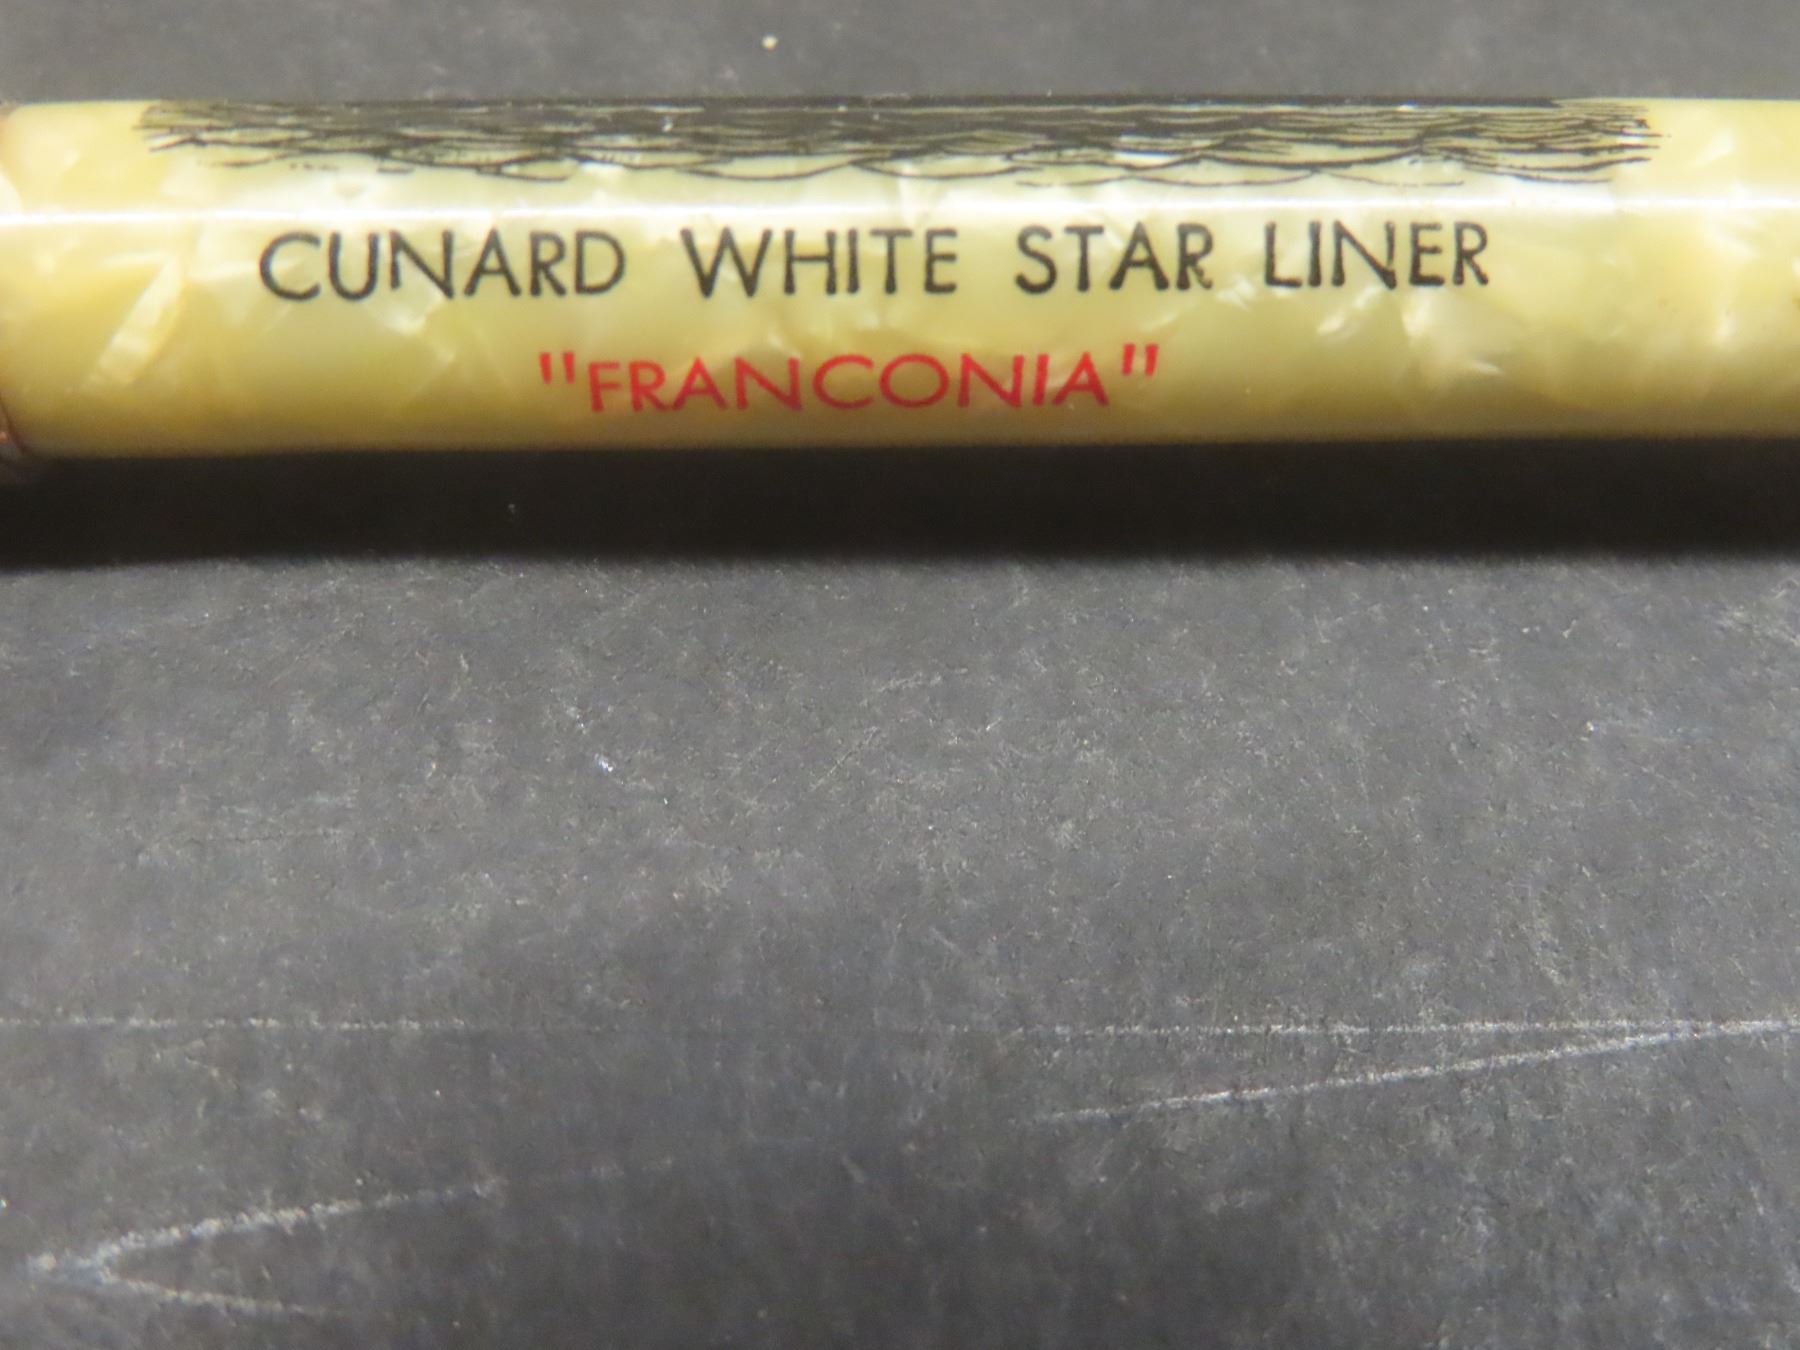 CUNARD WHITE STAR LINER
"FRANCONIA"